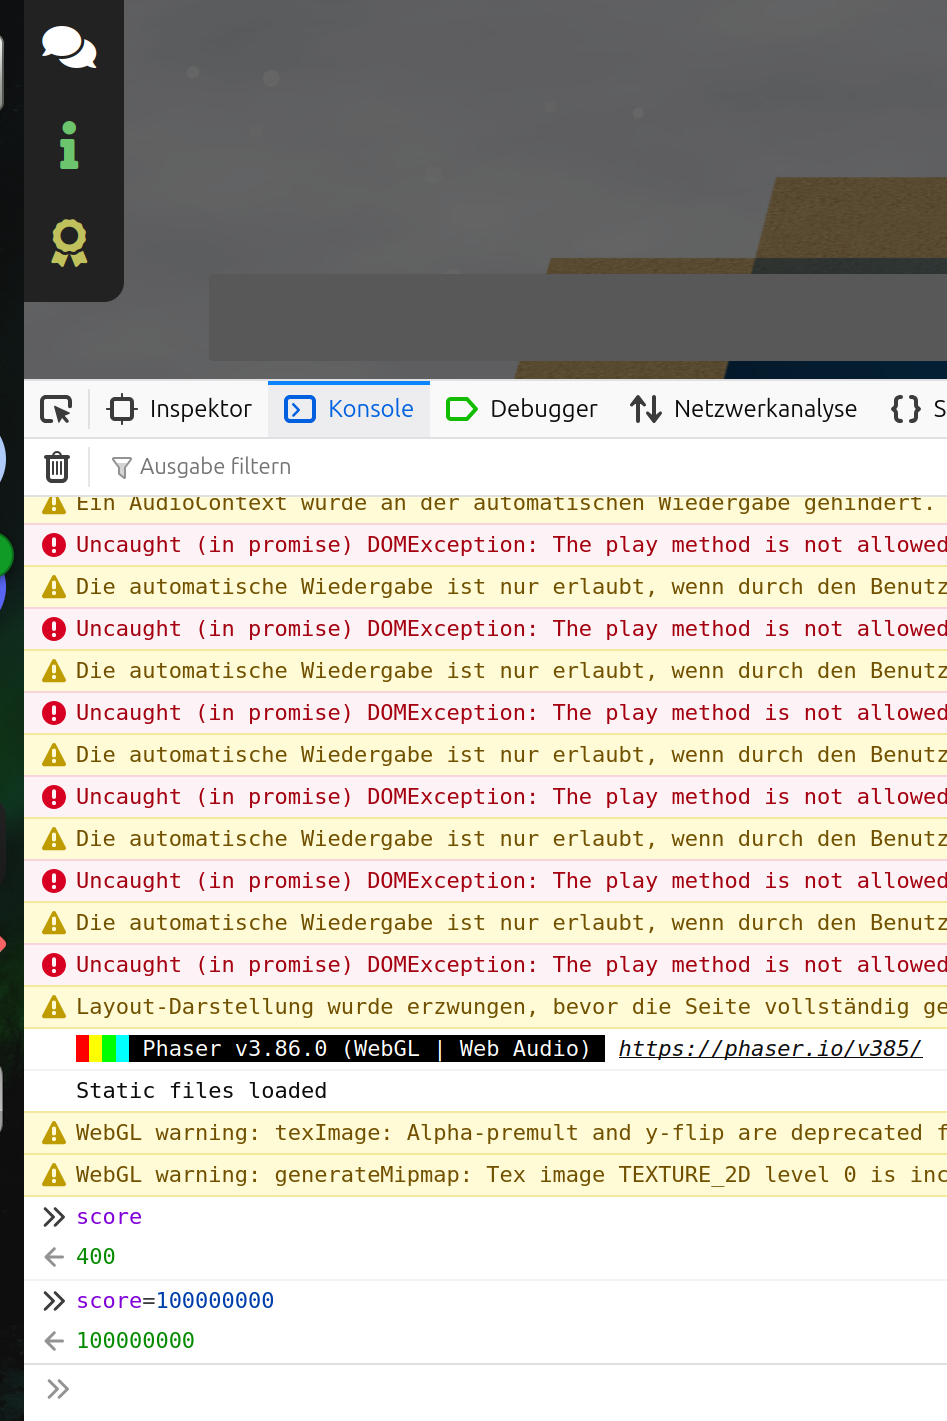 Inspektor
Konsole
Debugger
Netzwerkanalyse
S
Ausgabe filtern
Ein AudioContext wurde an der automatischen Wiedergabe gehindert.
Uncaught (in promise) DOMException: The play method is not allowed
Die automatische Wiedergabe ist nur erlaubt, wenn durch den Benutz
Uncaught (in promise) DOMException: The play method is not allowed
Die automatische Wiedergabe ist nur erlaubt, wenn durch den Benutz
Uncaught (in promise) DOMException: The play method is not allowed
Die automatische Wiedergabe ist nur erlaubt, wenn durch den Benutz
Uncaught (in promise) DOMException: The play method is not allowed
Die automatische Wiedergabe ist nur erlaubt, wenn durch den Benutz
Uncaught (in promise) DOMException: The play method is not allowed
Die automatische Wiedergabe ist nur erlaubt, wenn durch den Benutz
Uncaught (in promise) DOMException: The play method is not allowed
Layout-Darstellung wurde erzwungen, bevor die Seite vollständig ge
Phaser v3.86.0 (WebGL | Web Audio) https://phaser.io/v385/
Static files loaded
WebGL warning: texImage: Alpha-premult and y-flip are deprecated f
WebGL warning: generateMipmap: Tex image TEXTURE_2D level 0 is inc
score
400
score=100000000
100000000